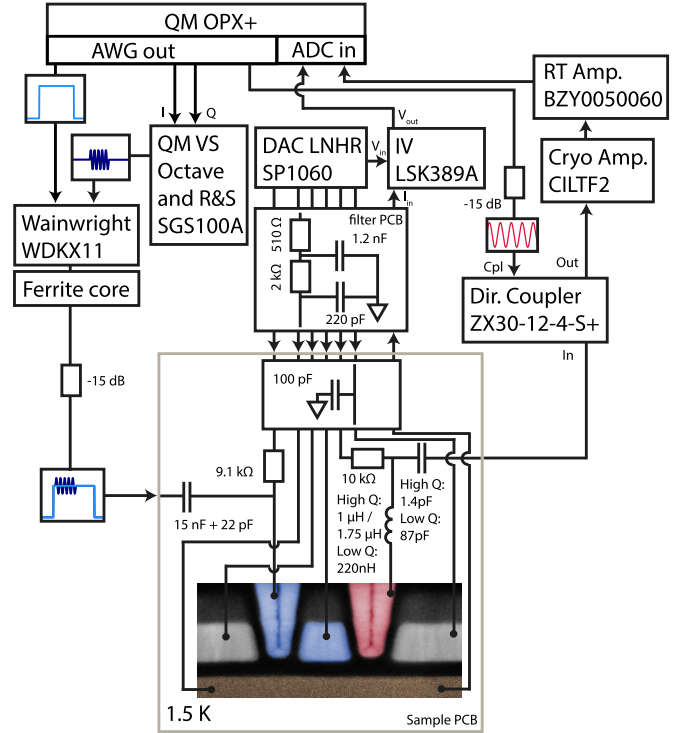 QM OPX+
AWG out
ADC in
RT Amp.
BZY0050060
I
Q
Vout
QM VS
Octave
and R&S
SGS100A
DAC LNHR
SP1060
Vin
IV
LSK389A
Cryo Amp.
CILTF2
Iin
-15 dB
Wainwright
WDKX11
filter PCB
510 Ω
1.2 nF
2 kΩ
220 pF
Cpl
Out
Ferrite core
Dir. Coupler
ZX30-12-4-S+
In
-15 dB
100 pF
9.1 kΩ
10 kΩ
15 nF + 22 pF
High Q:
1 μH /
1.75 μH
Low Q:
220nH
High Q:
1.4pF
Low Q:
87pF
1.5 K
Sample PCB